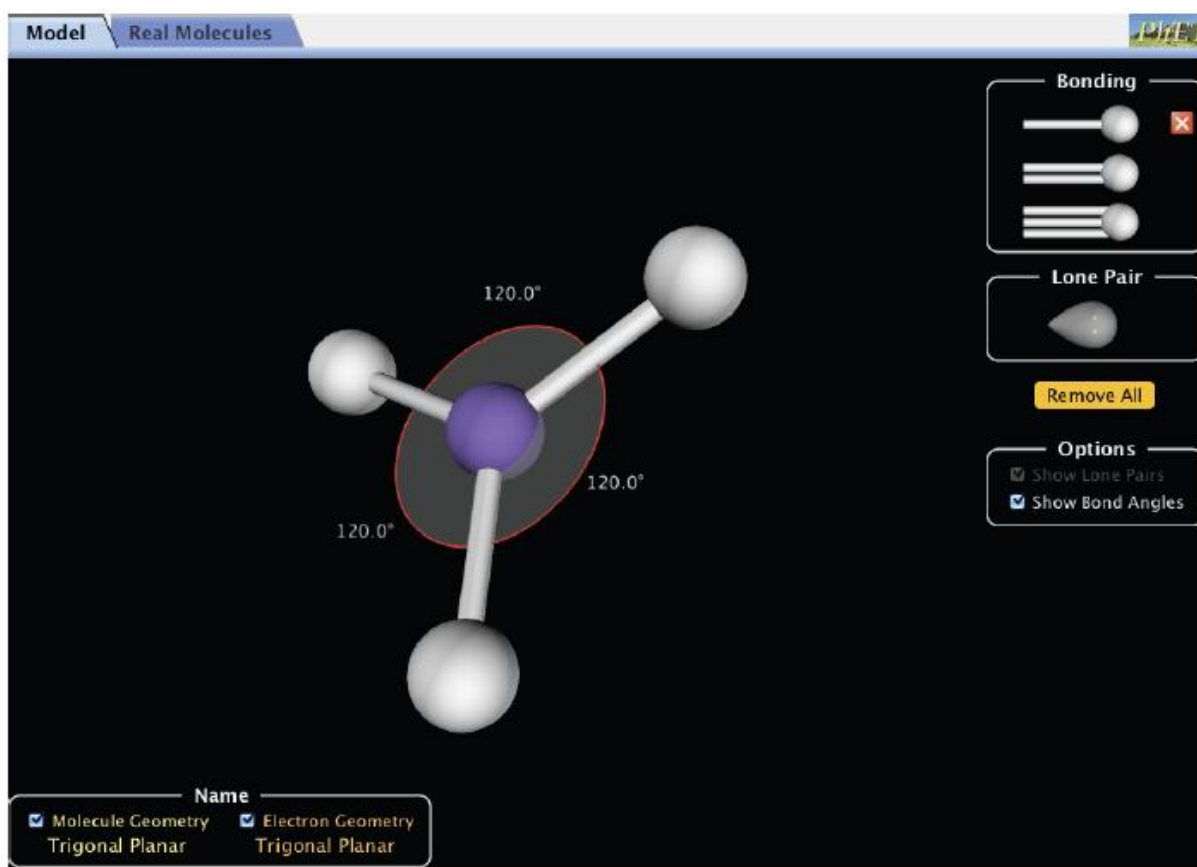 Model Real Molecules PhET
Bonding
Lone Pair
Remove All
Options
Show Lone Pairs
Show Bond Angles
120.0°
120.0°
120.0°
Name
Molecule Geometry Electron Geometry
Trigonal Planar Trigonal Planar